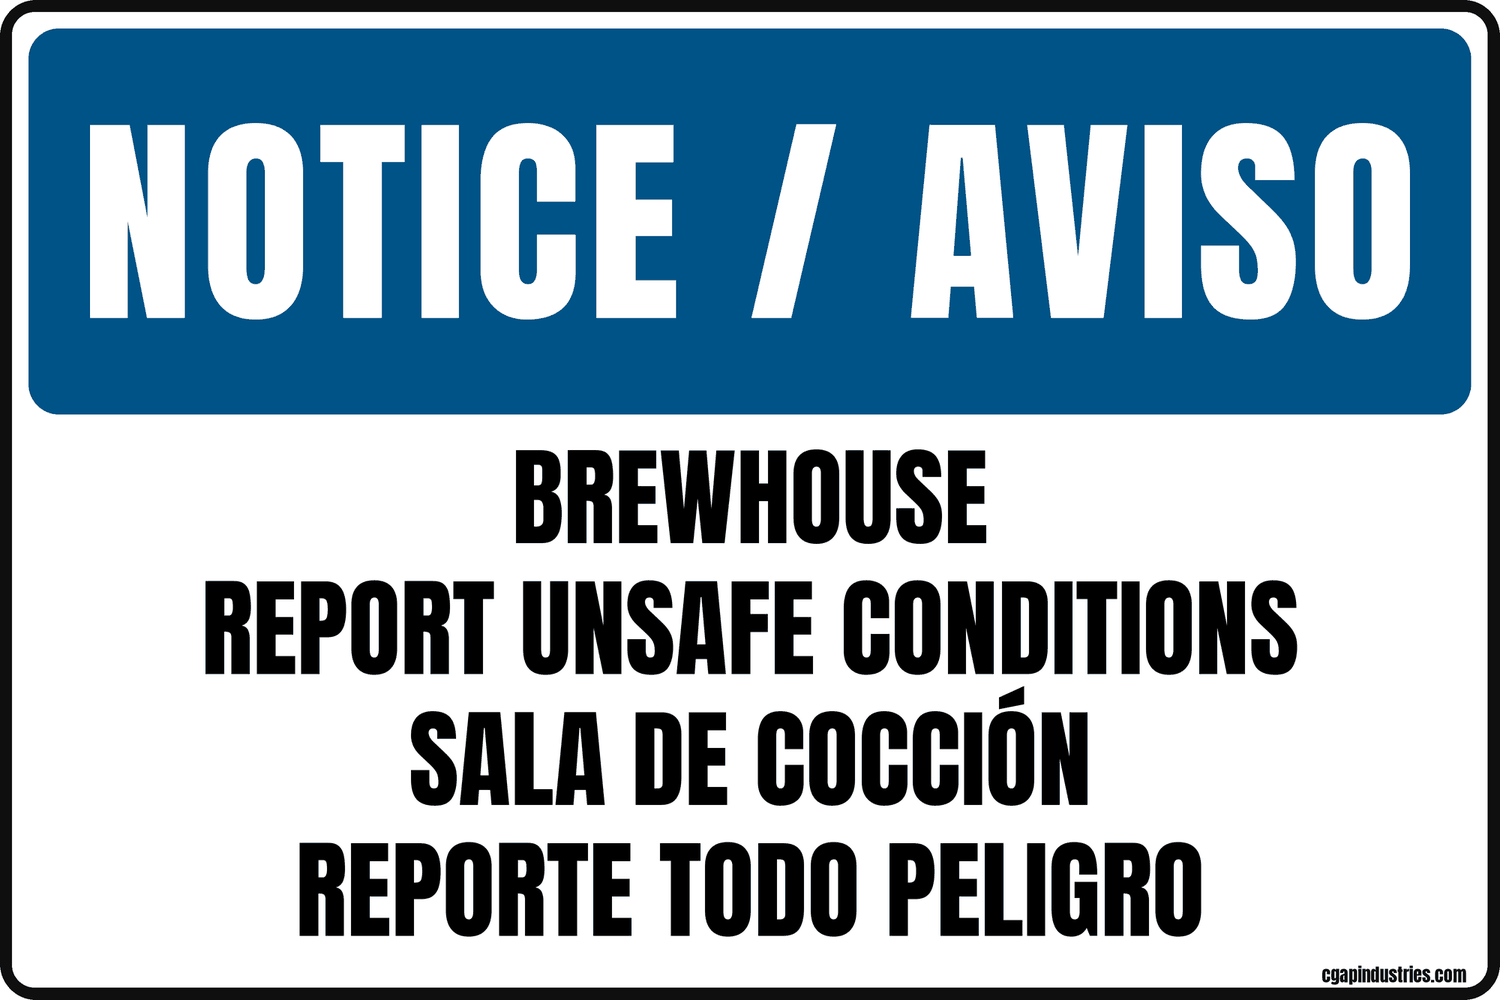 NOTICE / AVISO
BREWHOUSE
REPORT UNSAFE CONDITIONS
SALA DE COCCIÓN
REPORTE TODO PELIGRO
cgapindustries.com